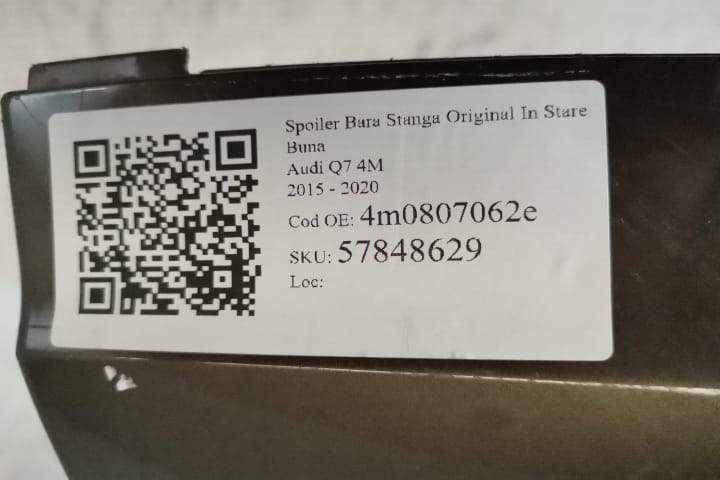 Spoiler Bara Stanga Original In Stare
Buna
Audi Q7 4M
2015 - 2020
Cod OE: 4m0807062e
SKU: 57848629
Loc: